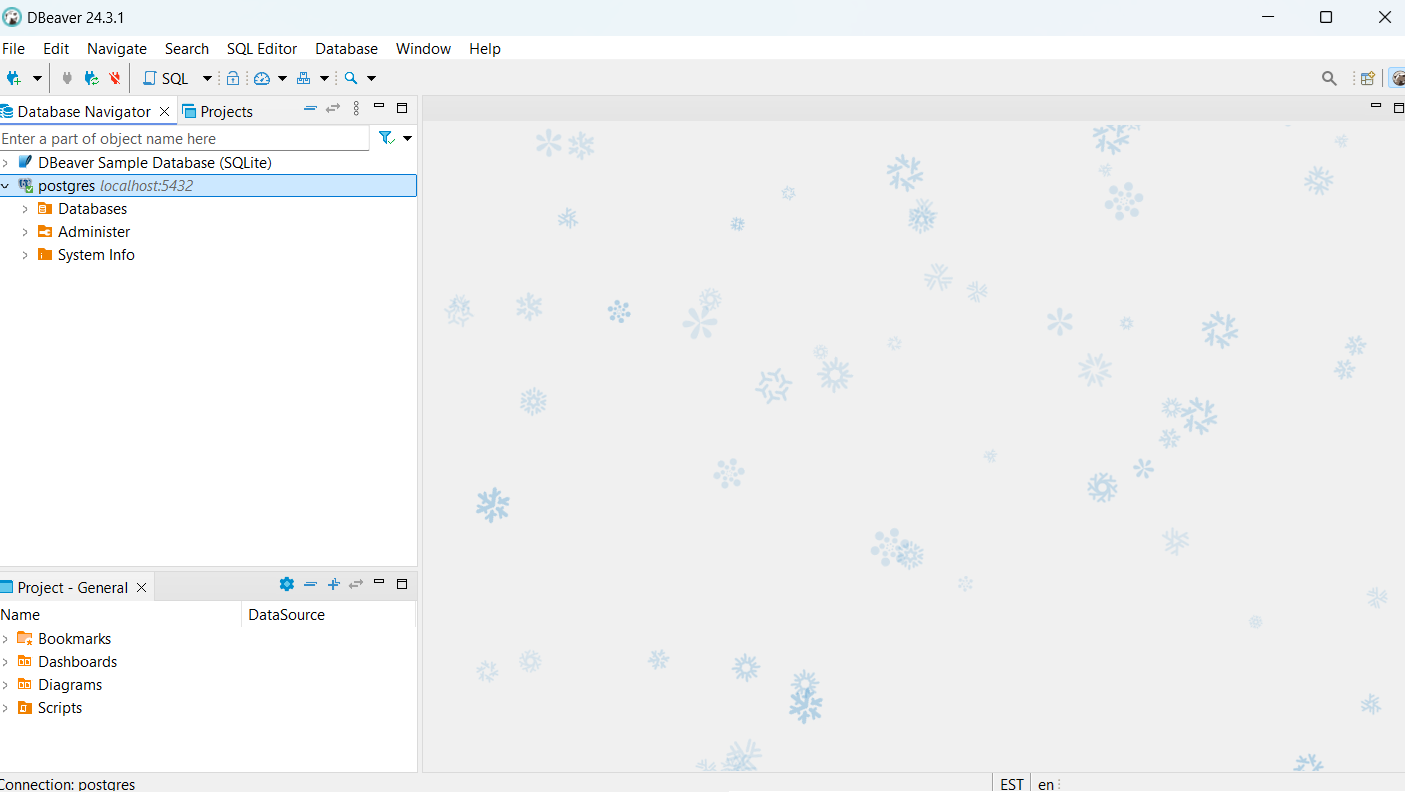 DBeaver 24.3.1
File Edit Navigate Search SQL Editor Database Window Help
SQL
Database Navigator Projects
Enter a part of object name here
DBeaver Sample Database (SQLite)
postgres localhost:5432
Databases
Administer
System Info
Project - General
Name DataSource
Bookmarks
Dashboards
Diagrams
Scripts
Connection: postgres EST en